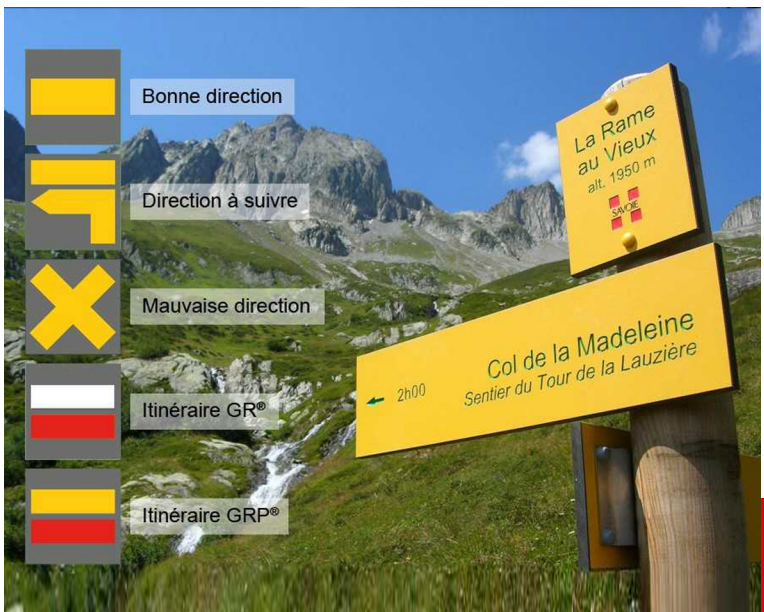 Bonne direction
Direction à suivre
Mauvaise direction
Itinéraire GR®
Itinéraire GRP®
La Rame
au Vieux
alt. 1950 m
SAVOIE
Col de la Madeleine
2h00
Sentier du Tour de la Lauzière